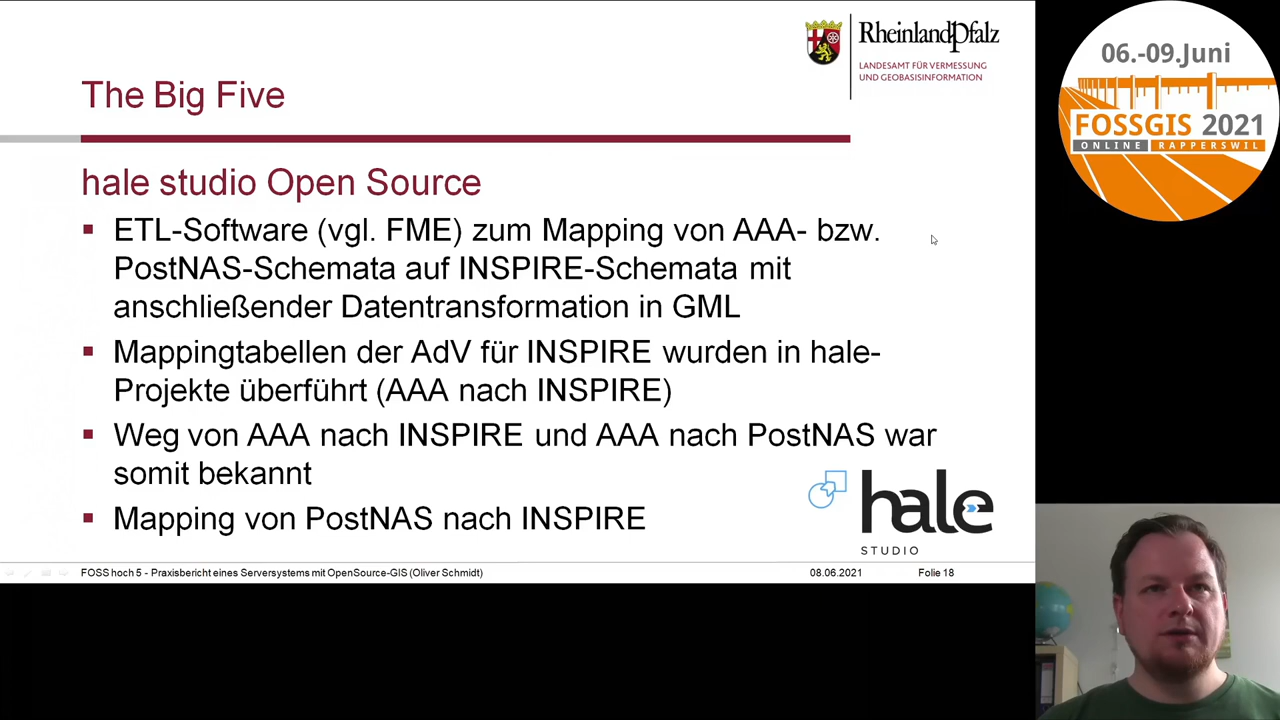 RheinlandPfalz
LANDESAMT FÜR VERMESSUNG
UND GEOBASISINFORMATION
06.-09.Juni
FOSSGIS 2021
ONLINE RAPPERSWIL
The Big Five
hale studio Open Source
ETL-Software (vgl. FME) zum Mapping von AAA- bzw.
PostNAS-Schemata auf INSPIRE-Schemata mit
anschließender Datentransformation in GML
Mappingtabellen der AdV für INSPIRE wurden in hale-
Projekte überführt (AAA nach INSPIRE)
Weg von AAA nach INSPIRE und AAA nach PostNAS war
somit bekannt
Mapping von PostNAS nach INSPIRE
hale
STUDIO
FOSS hoch 5 - Praxisbericht eines Serversystems mit OpenSource-GIS (Oliver Schmidt)
08.06.2021
Folie 18